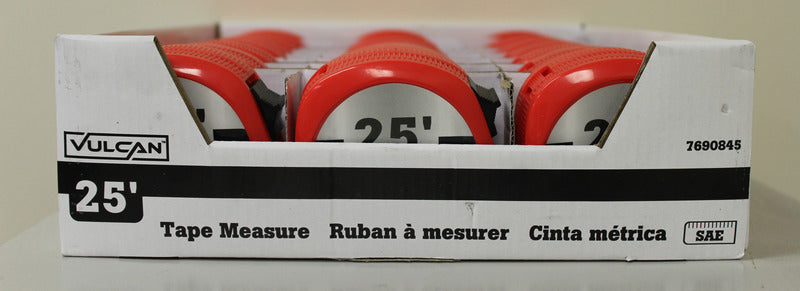 25'
VULCAN
7690845
25'
Tape Measure Ruban à mesurer Cinta métrica
SAE